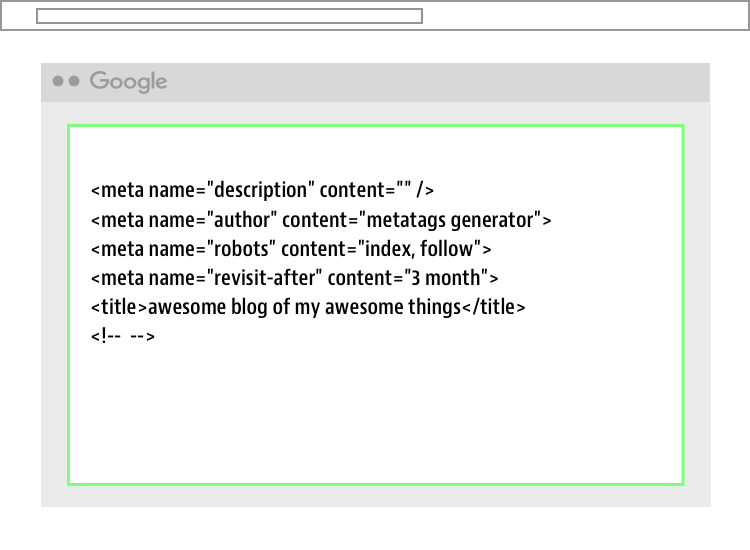 Google
<meta name="description" content="" />
<meta name="author" content="metatags generator">
<meta name="robots" content="index, follow">
<meta name="revisit-after" content="3 month">
<title>awesome blog of my awesome things</title>
<!--  -->